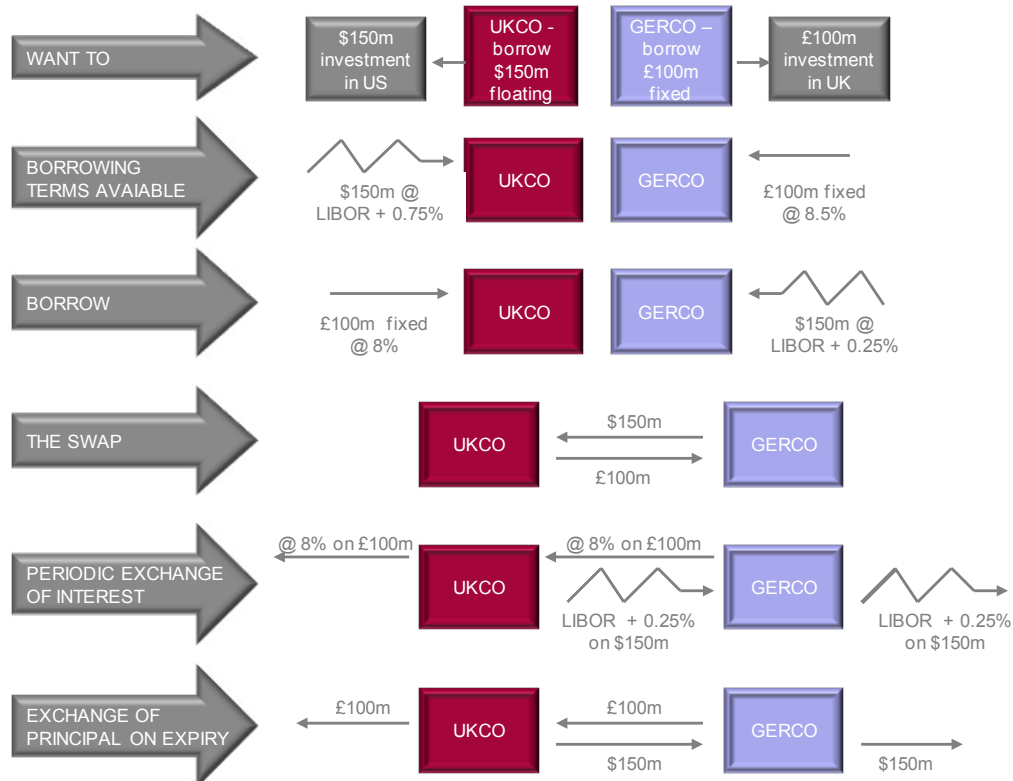 WANT TO
$150m
investment
in US
UKCO -
borrow
$150m
floating
GERCO –
borrow
£100m
fixed
£100m
investment
in UK
BORROWING
TERMS AVAIABLE
$150m @
LIBOR + 0.75%
UKCO
GERCO
£100m fixed
@ 8.5%
BORROW
£100m fixed
@ 8%
UKCO
GERCO
$150m @
LIBOR + 0.25%
THE SWAP
UKCO
$150m
£100m
GERCO
PERIODIC EXCHANGE
OF INTEREST
@ 8% on £100m
UKCO
@ 8% on £100m
LIBOR + 0.25%
on $150m
GERCO
LIBOR + 0.25%
on $150m
EXCHANGE OF
PRINCIPAL ON EXPIRY
£100m
UKCO
£100m
$150m
GERCO
$150m